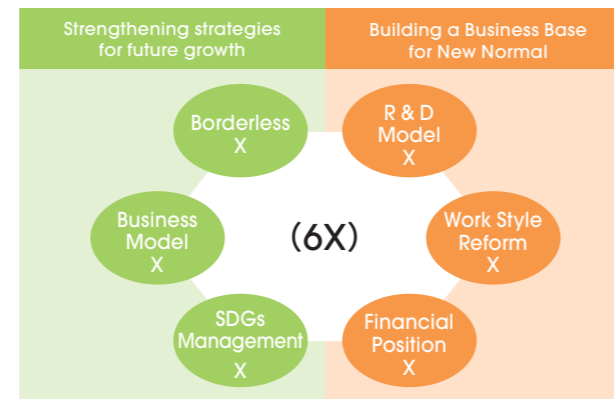 Strengthening strategies
for future growth
Building a Business Base
for New Normal
Borderless
X
R & D
Model
X
Business
Model
X
(6X)
Work Style
Reform
X
SDGs
Management
X
Financial
Position
X